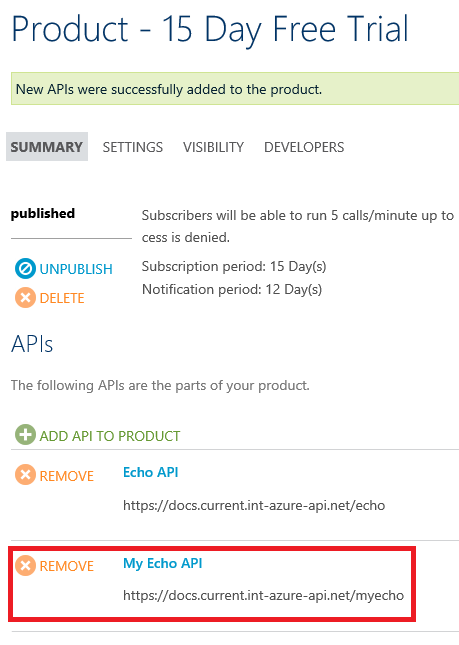 Product - 15 Day Free Trial
New APIs were successfully added to the product.
SUMMARY SETTINGS VISIBILITY DEVELOPERS
published
Subscribers will be able to run 5 calls/minute up to
cess is denied.
UNPUBLISH
Subscription period: 15 Day(s)
DELETE
Notification period: 12 Day(s)
APIs
The following APIs are the parts of your product.
ADD API TO PRODUCT
REMOVE Echo API
https://docs.current.int-azure-api.net/echo
REMOVE My Echo API
https://docs.current.int-azure-api.net/myecho